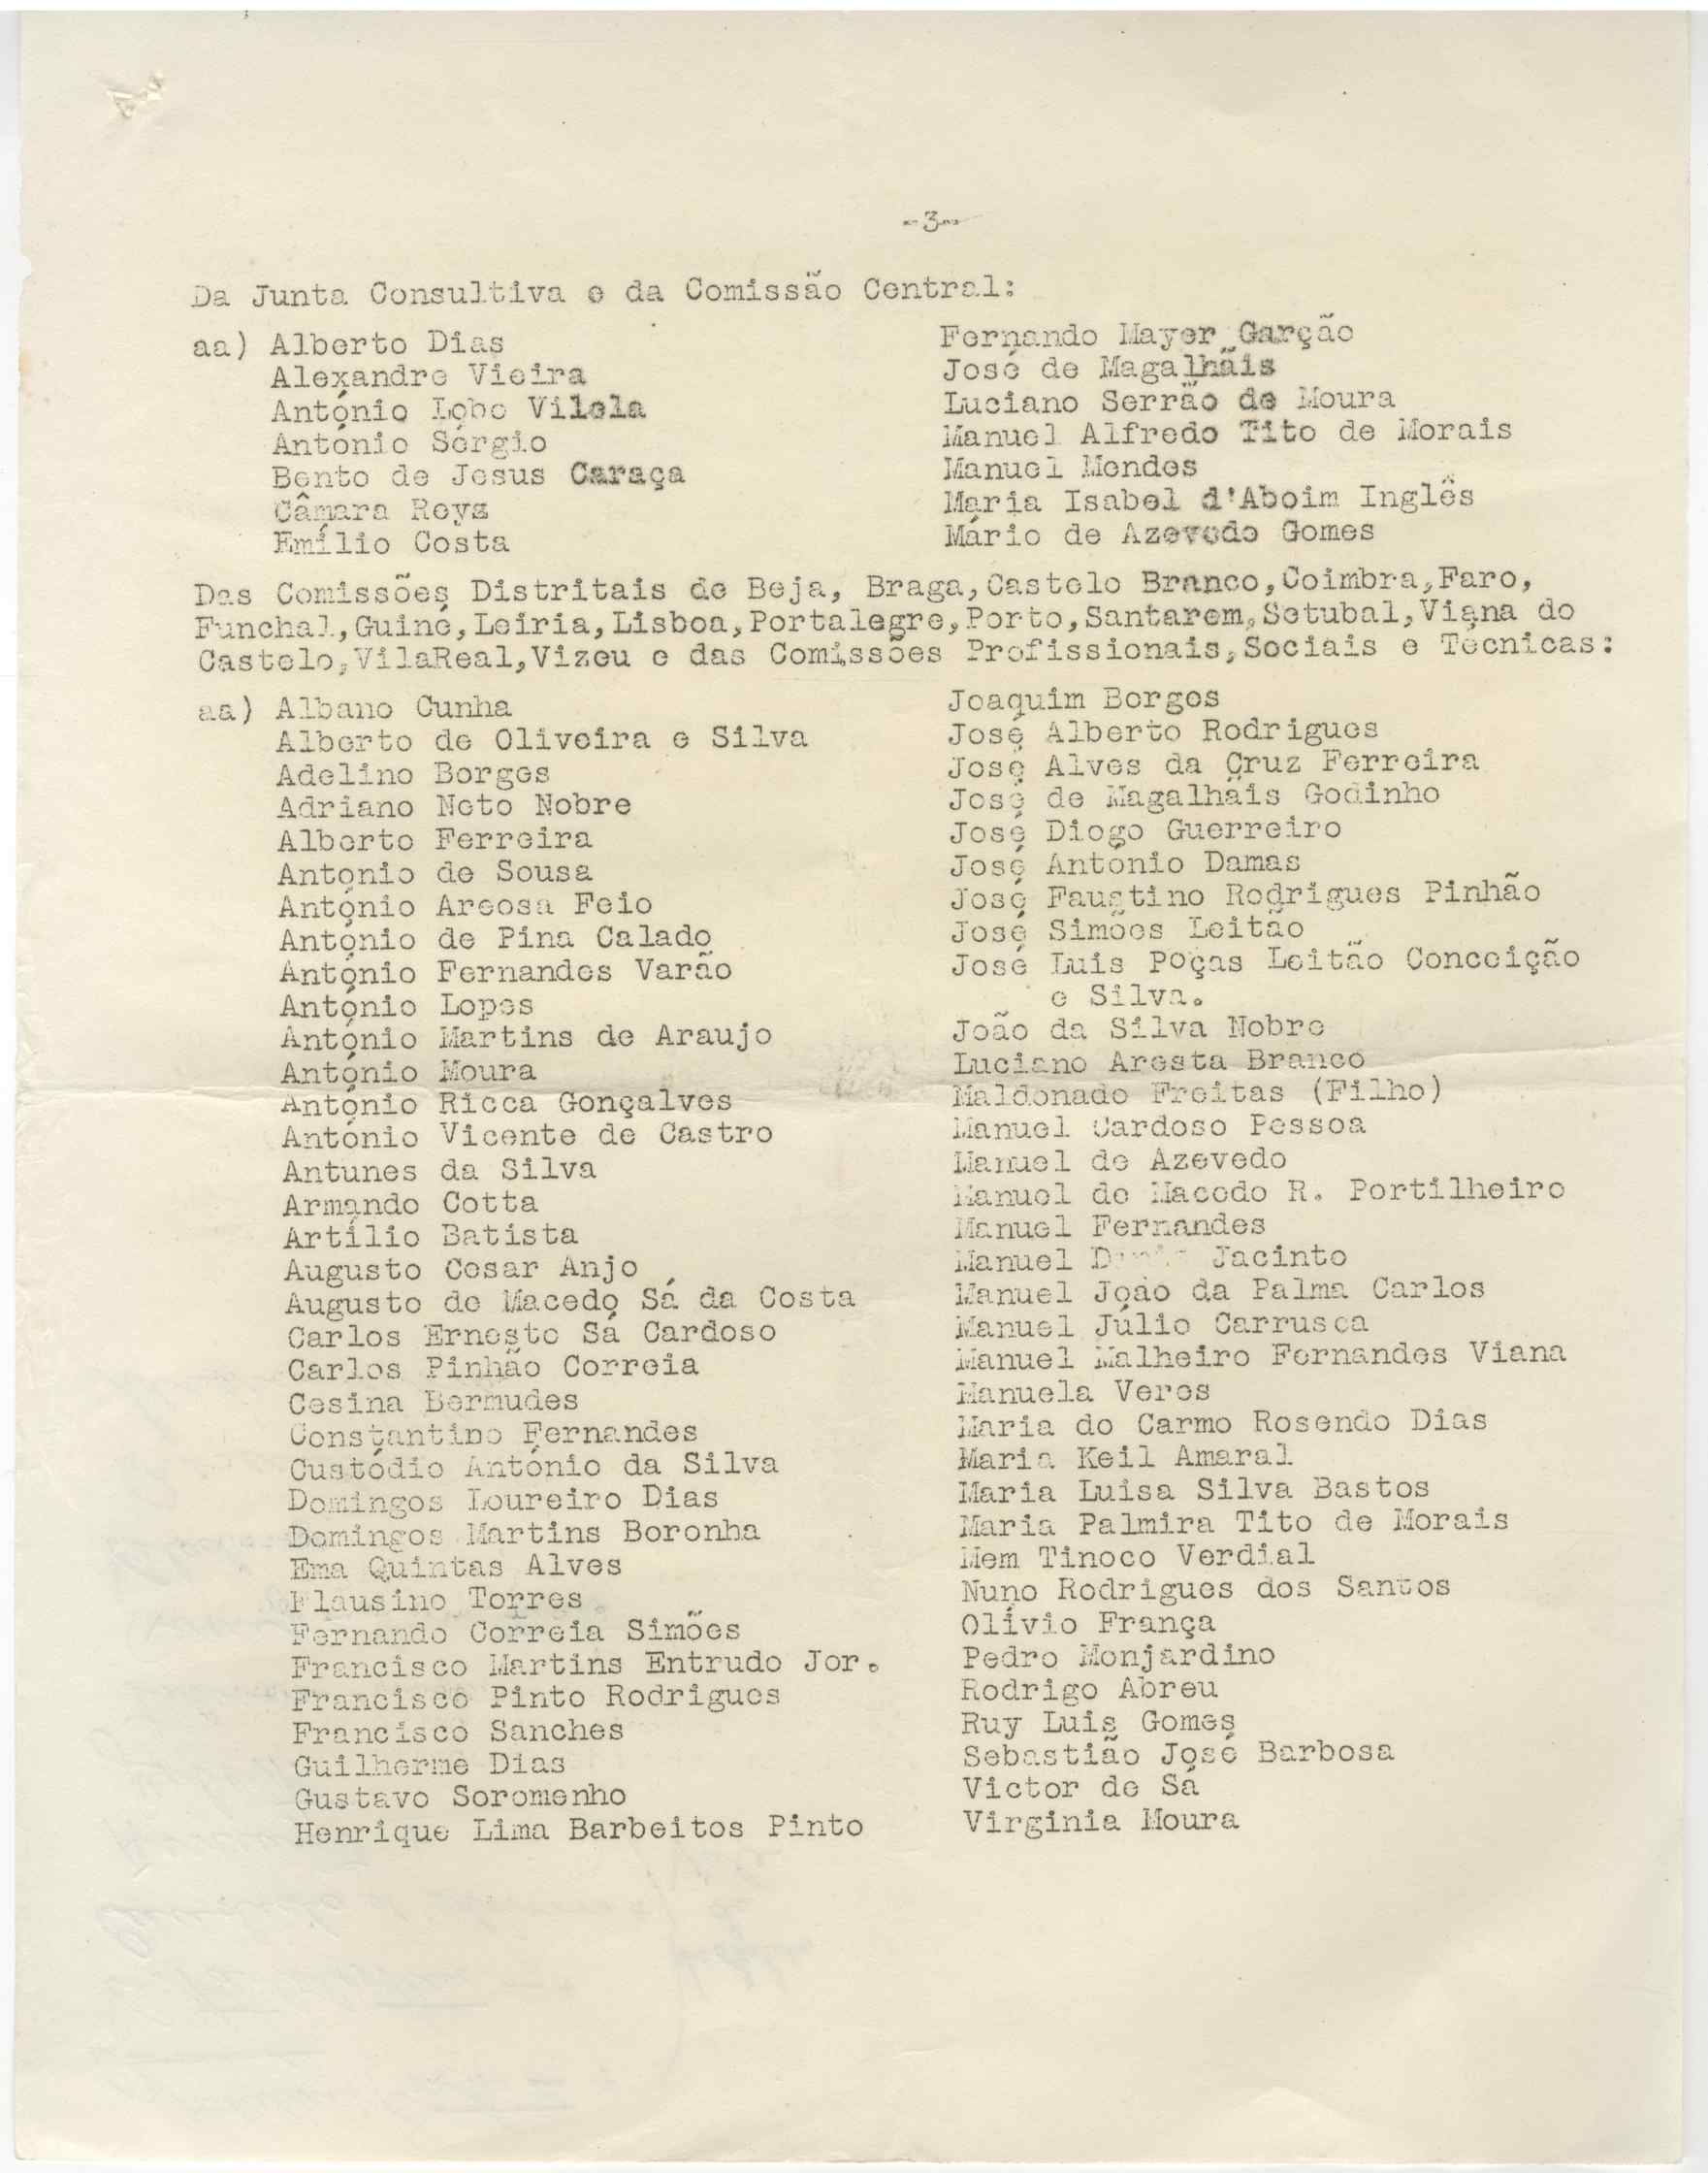 -3-
Da Junta Consultiva e da Comissão Central:
aa) Alberto Dias
Alexandre Vieira
António Lobo Vilela
António Sérgio
Bento de Jesus Caraça
Câmara Reys
Emílio Costa
Fernando Mayer Garção
José de Magalhãis
Luciano Serrão de Moura
Manuel Alfredo Tito de Morais
Manuel Mendes
Maria Isabel d'Aboim Inglês
Mário de Azevedo Gomes
Das Comissões Distritais de Beja, Braga,Castelo Branco,Coimbra,Faro,
Funchal,Guiné,Leiria,Lisboa,Portalegre,Porto,Santarem,Setubal,Viana do
Castelo,VilaReal,Vizeu e das Comissões Profissionais,Sociais e Técnicas:
aa) Albano Cunha
Alberto de Oliveira e Silva
Adelino Borges
Adriano Neto Nobre
Alberto Ferreira
Antonio de Sousa
António Areosa Feio
António de Pina Calado
António Fernandes Varão
António Lopes
António Martins de Araujo
António Moura
António Ricca Gonçalves
António Vicente de Castro
Antunes da Silva
Armando Cotta
Artílio Batista
Augusto Cesar Anjo
Augusto de Macedo Sá da Costa
Carlos Ernesto Sá Cardoso
Carlos Pinhão Correia
Cesina Bermudes
Constantino Fernandes
Custódio António da Silva
Domingos Loureiro Dias
Domingos Martins Boronha
Ema Quintas Alves
Flausino Torres
Fernando Correia Simões
Francisco Martins Entrudo Jor.
Francisco Pinto Rodrigues
Francisco Sanches
Guilherme Dias
Gustavo Soromenho
Henrique Lima Barbeitos Pinto
Joaquim Borges
José Alberto Rodrigues
José Alves da Cruz Ferreira
José de Magalhãis Godinho
José Diogo Guerreiro
José António Damas
José Faustino Rodrigues Pinhão
José Simões Leitão
José Luis Poças Leitão Conceição
e Silva.
João da Silva Nobre
Luciano Aresta Branco
Maldonado Freitas (Filho)
Manuel Cardoso Pessoa
Manuel de Azevedo
Manuel de Macedo R. Portilheiro
Manuel Fernandes
Manuel Jacinto
Manuel João da Palma Carlos
Manuel Júlio Carrusca
Manuel Malheiro Fernandes Viana
Manuela Veres
Maria do Carmo Rosendo Dias
Maria Keil Amaral
Maria Luisa Silva Bastos
Maria Palmira Tito de Morais
Mem Tinoco Verdial
Nuno Rodrigues dos Santos
Olívio França
Pedro Monjardino
Rodrigo Abreu
Ruy Luis Gomes
Sebastião José Barbosa
Victor de Sá
Virginia Moura